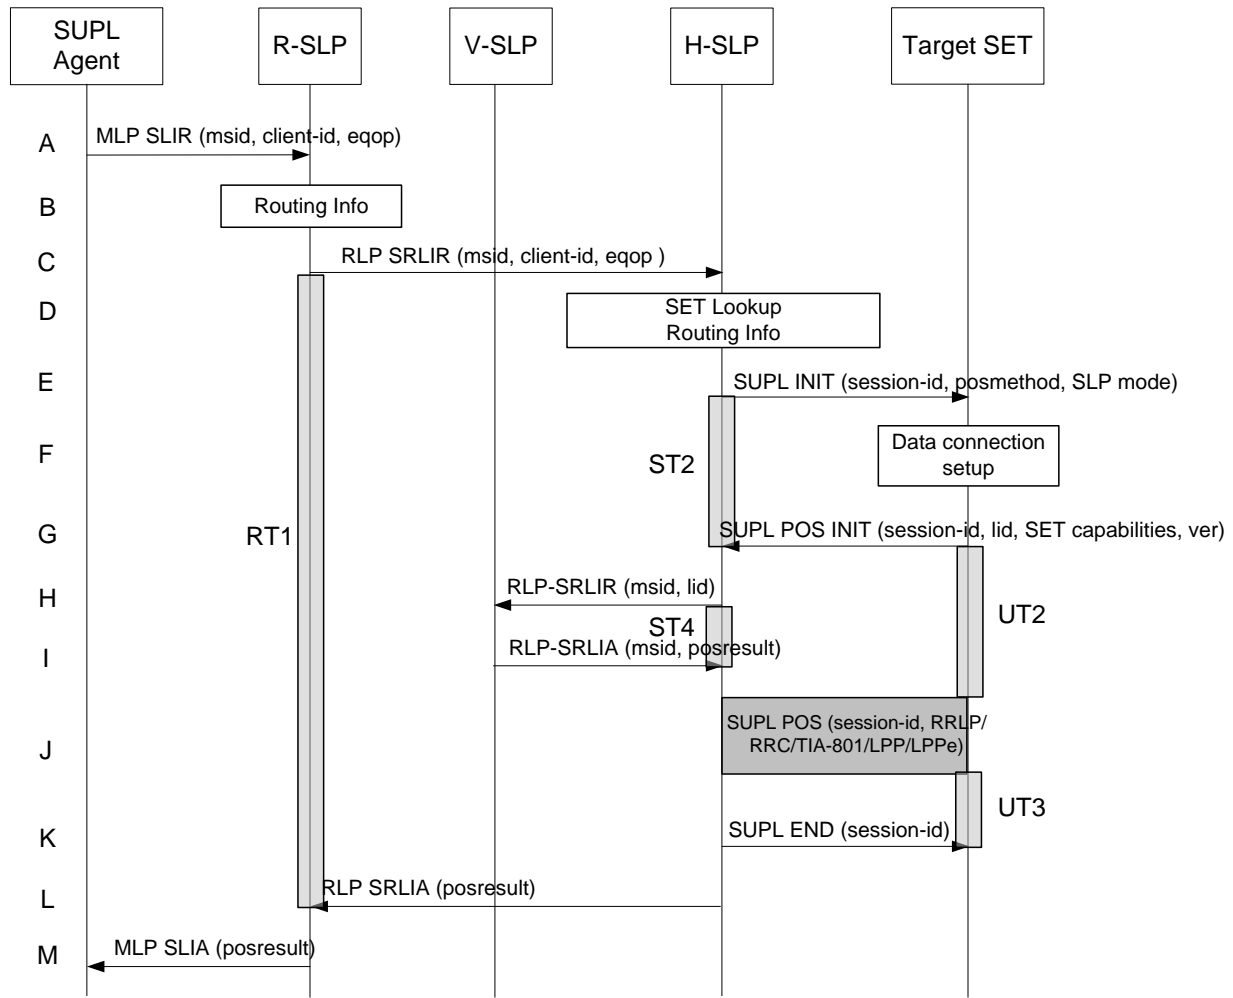 SUPL
Agent
R-SLP
V-SLP
H-SLP
Target SET
A
MLP SLIR (msid, client-id, eqop)
B
Routing Info
C
RLP SRLIR (msid, client-id, eqop )
D
SET Lookup
Routing Info
E
SUPL INIT (session-id, posmethod, SLP mode)
F
ST2
Data connection
setup
G
RT1
SUPL POS INIT (session-id, lid, SET capabilities, ver)
H
RLP-SRLIR (msid, lid)
UT2
ST4
I
RLP-SRLIA (msid, posresult)
J
SUPL POS (session-id, RRLP/
RRC/TIA-801/LPP/LPPe)
UT3
K
SUPL END (session-id)
L
RLP SRLIA (posresult)
M
MLP SLIA (posresult)